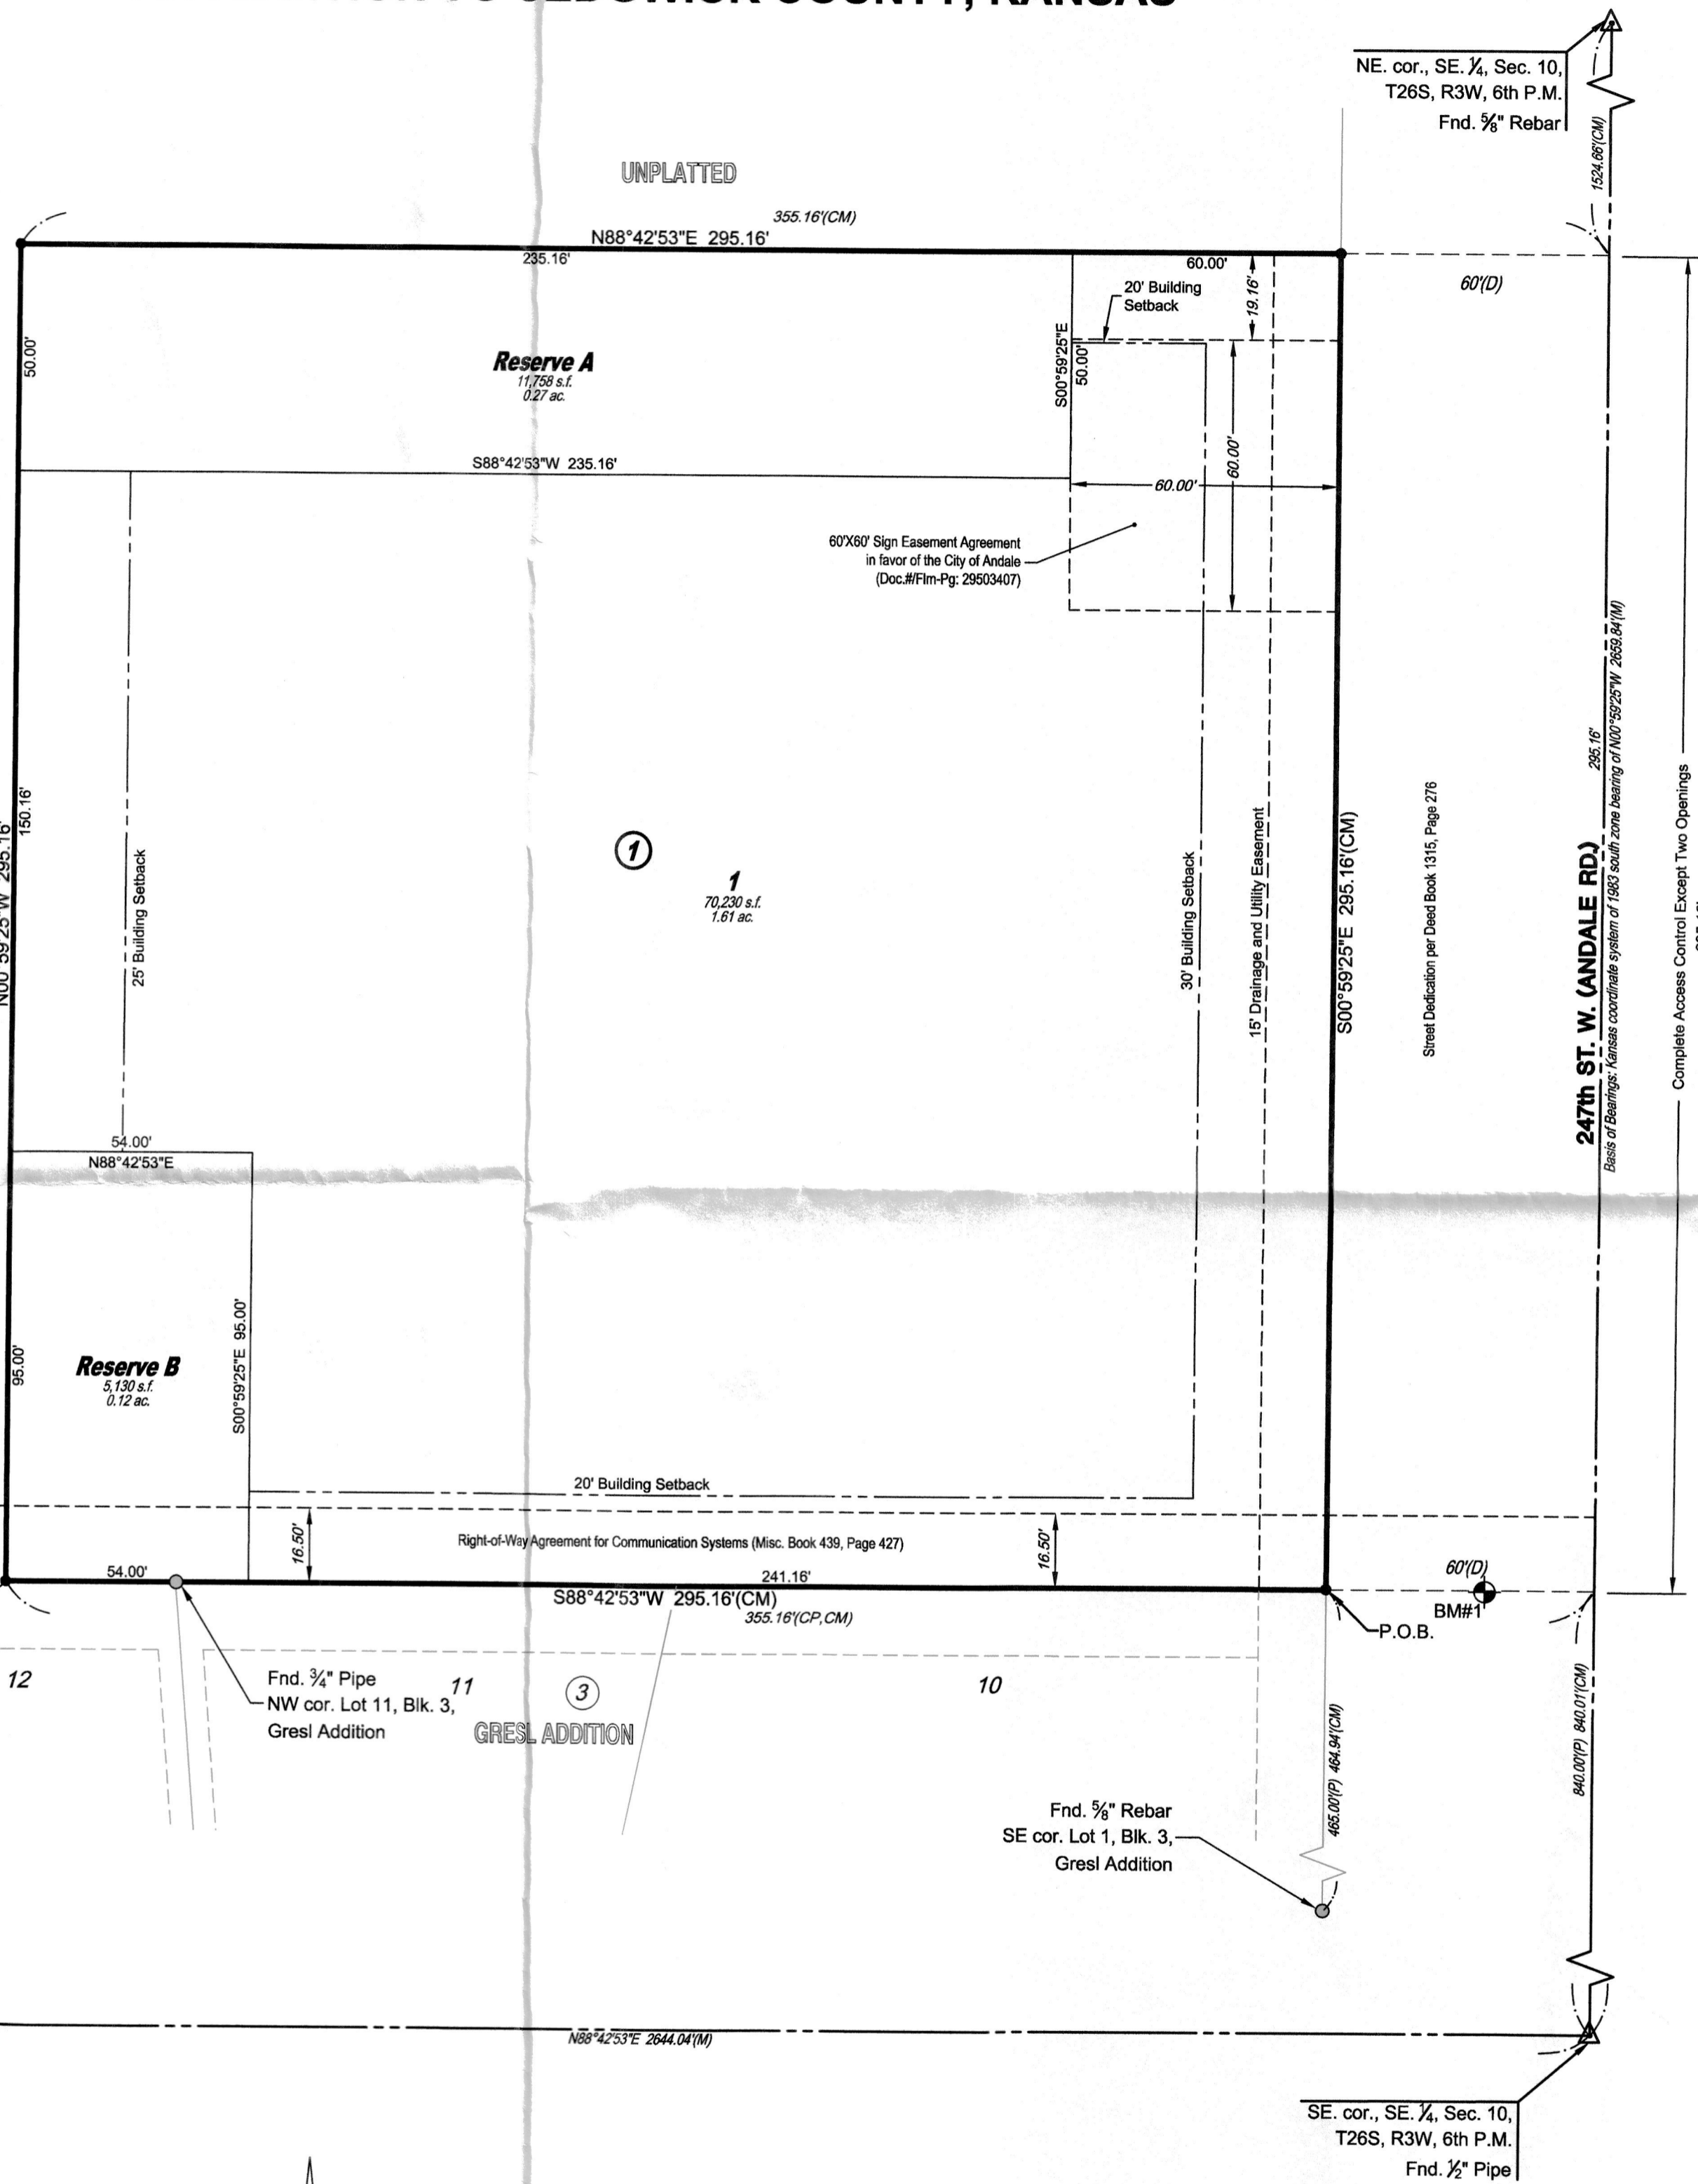 COUNTY, KANSAS
NE. cor., SE. ¼, Sec. 10,
T26S, R3W, 6th P.M.
Fnd. ⅝" Rebar
1524.66'(CM)
UNPLATTED
355.16'(CM)
N88°42'53"E 295.16'
235.16'
60.00'
60'(D)
20' Building
Setback
19.16'
S00°59'25"E
50.00'
50.00'
Reserve A
11,758 s.f.
0.27 ac.
S88°42'53"W 235.16'
60.00'
60.00'
60'X60' Sign Easement Agreement
in favor of the City of Andale
(Doc.#/Flm-Pg: 29503407)
150.16'
N00°59'25"W 295.16'
25' Building Setback
1
1
70,230 s.f.
1.61 ac.
30' Building Setback
15' Drainage and Utility Easement
S00°59'25"E 295.16'(CM)
Street Dedication per Deed Book 1315, Page 276
247th ST. W. (ANDALE RD.)
295.16'
Basis of Bearings: Kansas coordinate system of 1983 south zone bearing of N00°59'25"W 2659.84'(M)
Complete Access Control Except Two Openings
54.00'
N88°42'53"E
95.00'
Reserve B
5,130 s.f.
0.12 ac.
S00°59'25"E 95.00'
20' Building Setback
16.50'
Right-of-Way Agreement for Communication Systems (Misc. Book 439, Page 427)
16.50'
54.00'
241.16'
S88°42'53"W 295.16'(CM)
355.16'(CP,CM)
60'(D)
BM#1
P.O.B.
12
Fnd. ¾" Pipe
NW cor. Lot 11, Blk. 3,
Gresl Addition
11
3
GRESL ADDITION
10
465.00'(P) 464.94'(CM)
840.00'(P) 840.01'(CM)
Fnd. ⅝" Rebar
SE cor. Lot 1, Blk. 3,
Gresl Addition
N88°42'53"E 2644.04'(M)
SE. cor., SE. ¼, Sec. 10,
T26S, R3W, 6th P.M.
Fnd. ½" Pipe